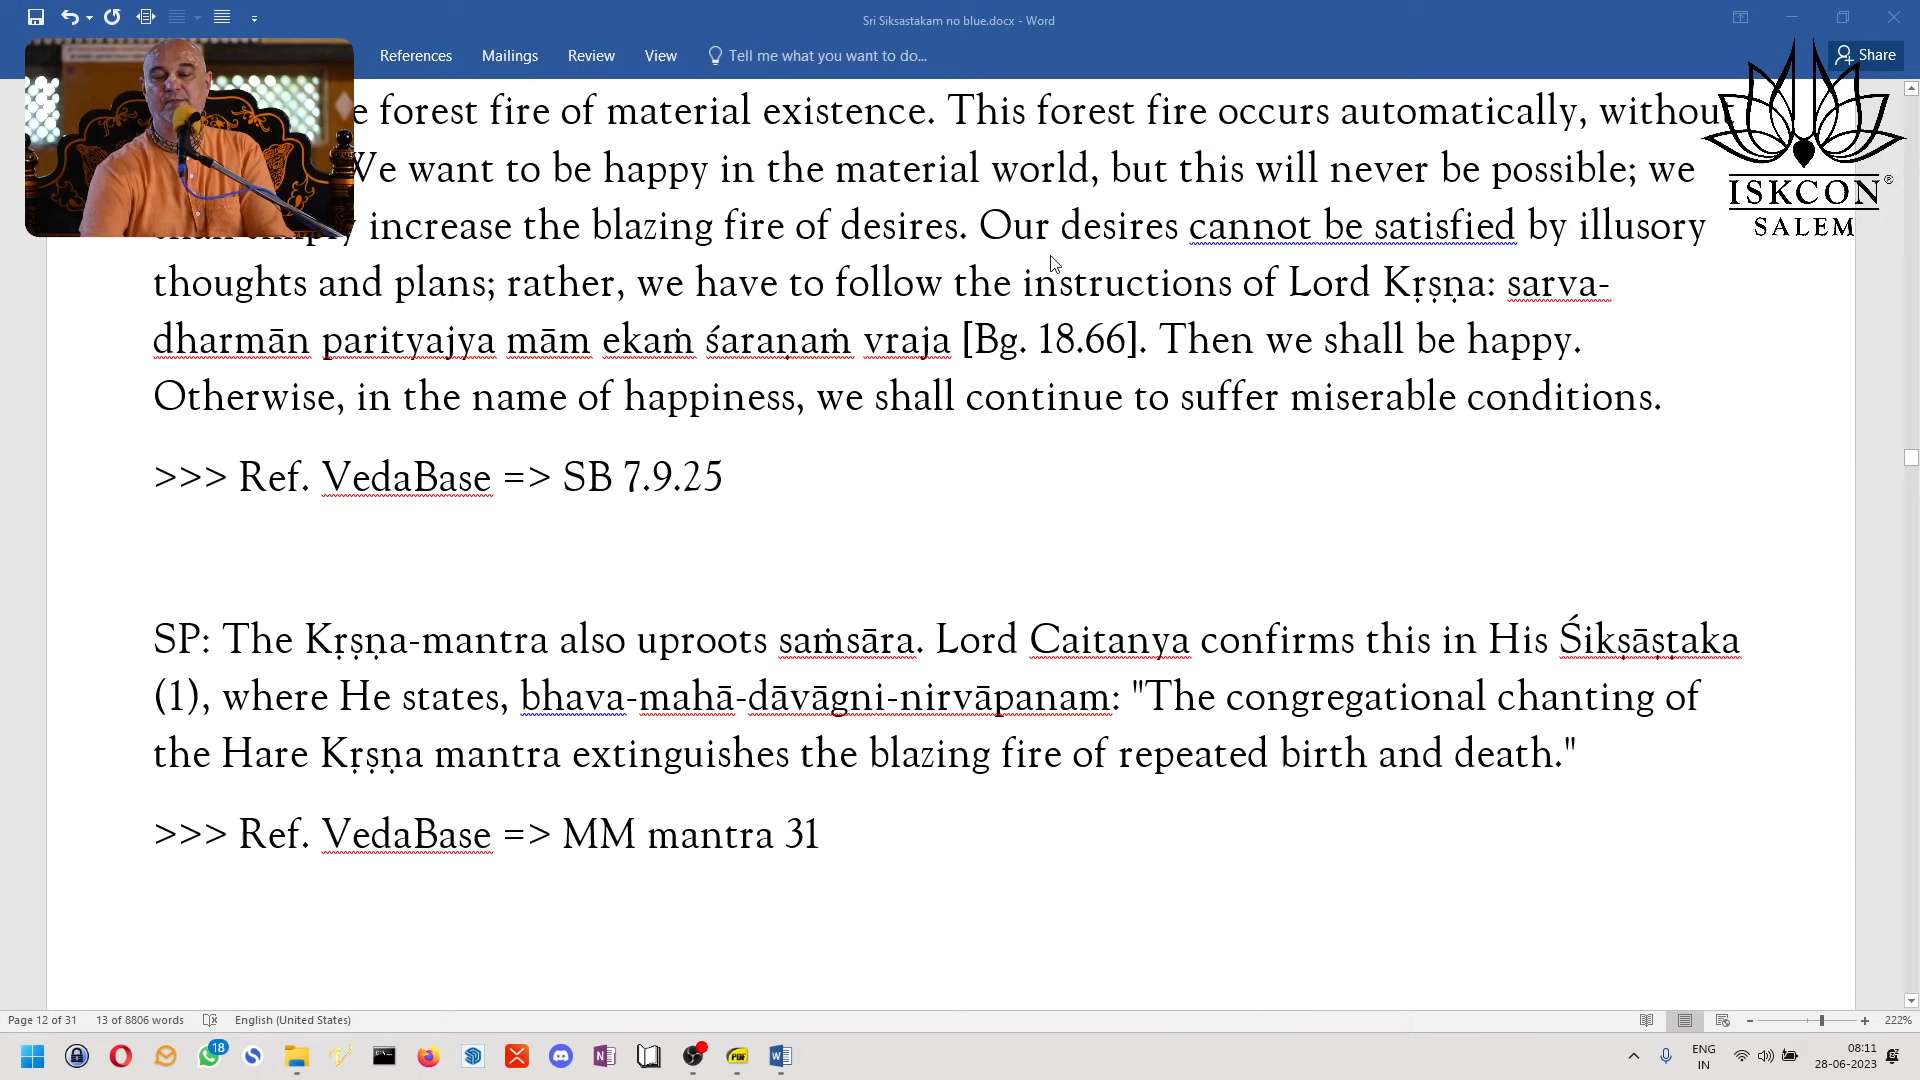 Sri Siksastakam no blue.docx - Word
References Mailings Review View Tell me what you want to do...
Share
ISKCON®
SALEM
forest fire of material existence. This forest fire occurs automatically, without
We want to be happy in the material world, but this will never be possible; we
increase the blazing fire of desires. Our desires cannot be satisfied by illusory
thoughts and plans; rather, we have to follow the instructions of Lord Kṛṣṇa: sarva-
dharmān parityajya mām ekaṁ śaraṇaṁ vraja [Bg. 18.66]. Then we shall be happy.
Otherwise, in the name of happiness, we shall continue to suffer miserable conditions.
>>> Ref. VedaBase => SB 7.9.25
SP: The Kṛṣṇa-mantra also uproots saṁsāra. Lord Caitanya confirms this in His Śikṣāṣṭaka
(1), where He states, bhava-mahā-dāvāgni-nirvāpanam: "The congregational chanting of
the Hare Kṛṣṇa mantra extinguishes the blazing fire of repeated birth and death."
>>> Ref. VedaBase => MM mantra 31
Page 12 of 31 13 of 8806 words English (United States) 222%
18
PDF
ENG
IN
08:11
28-06-2023